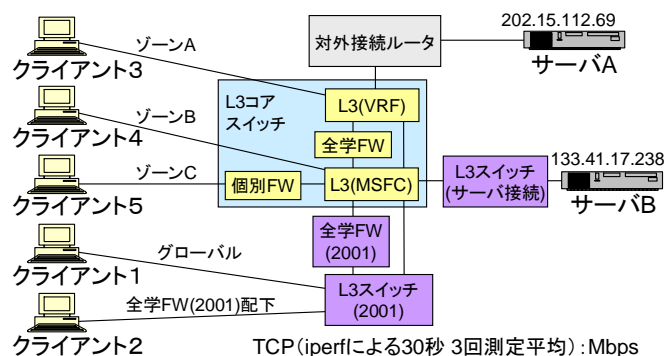 202.15.112.69
ゾーンA
対外接続ルータ
サーバA
クライアント3
L3コア
スイッチ
L3(VRF)
ゾーンB
全学FW
クライアント4
ゾーンC
個別FW
L3(MSFC)
L3スイッチ
(サーバ接続)
133.41.17.238
サーバB
クライアント5
全学FW
(2001)
グローバル
クライアント1
L3スイッチ
(2001)
全学FW(2001)配下
クライアント2
TCP(iperfによる30秒 3回測定平均):Mbps